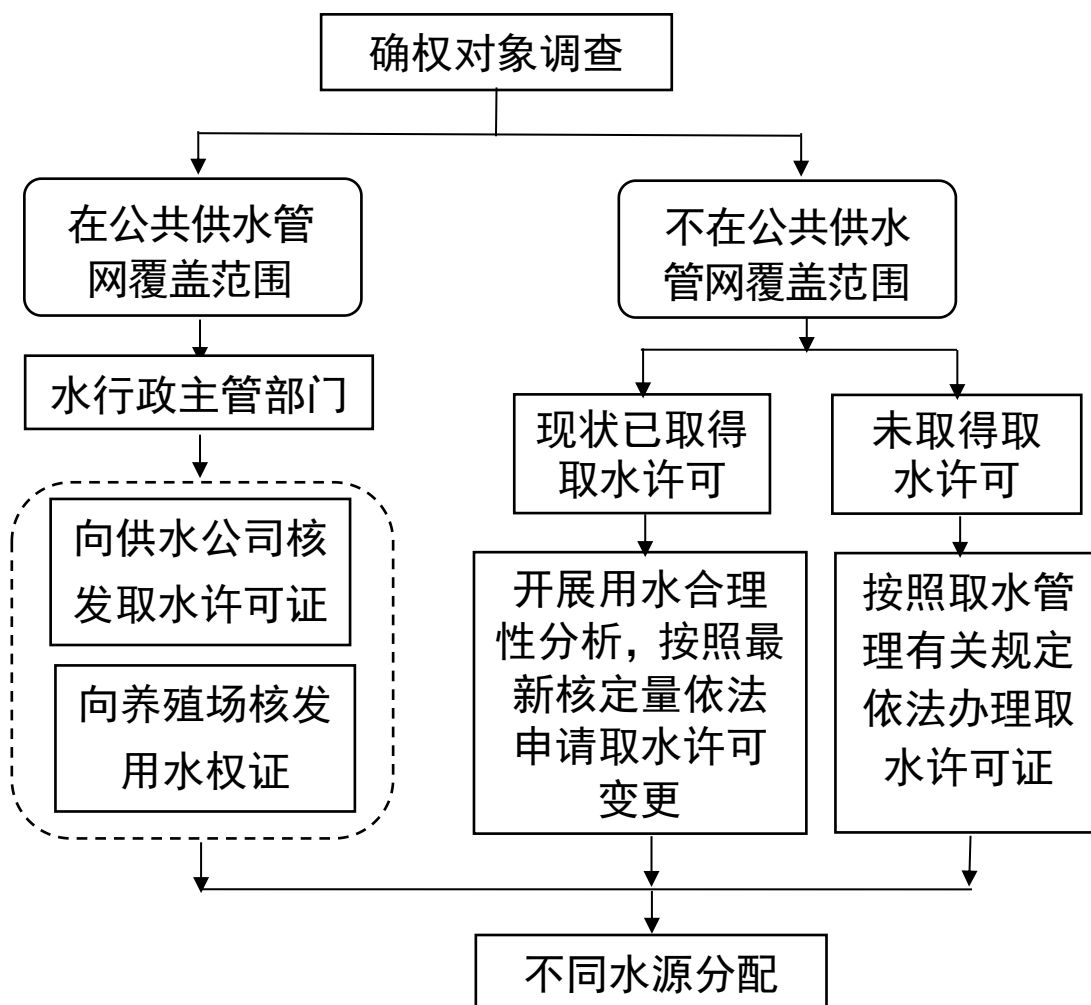 确权对象调查
在公共供水管
网覆盖范围
不在公共供水
管网覆盖范围
水行政主管部门
现状已取得
取水许可
未取得取
水许可
向供水公司核
发取水许可证
向养殖场核发
用水权证
开展用水合理
性分析，按照最
新核定量依法
申请取水许可
变更
按照取水管
理有关规定
依法办理取
水许可证
不同水源分配